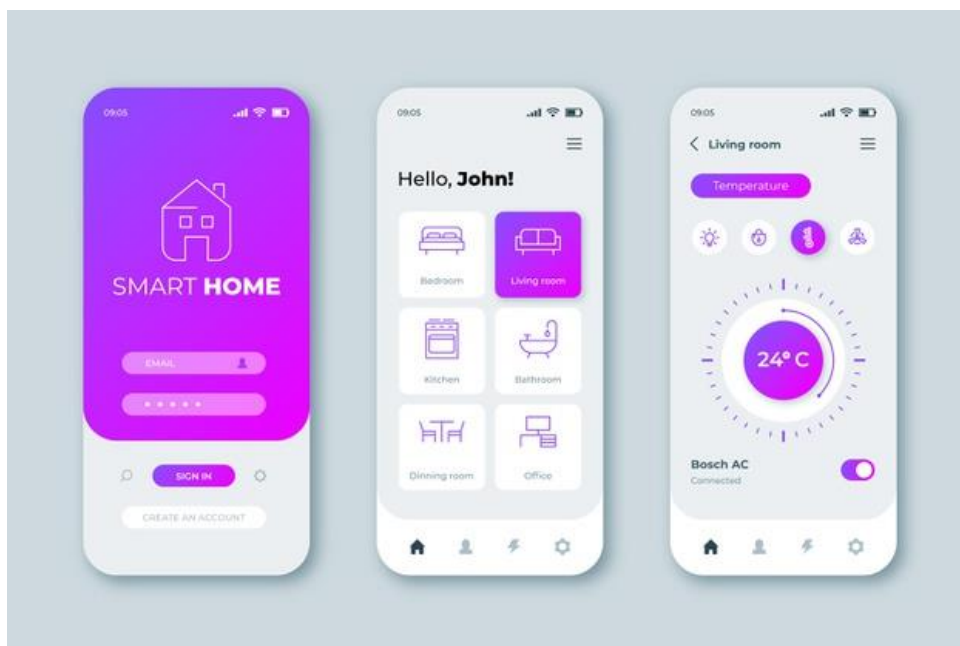 09:05
SMART HOME
EMAIL
SIGN IN
CREATE AN ACCOUNT
09:05
Hello, John!
Bedroom
Living room
Kitchen
Bathroom
Dinning room
Office
09:05
Living room
Temperature
24° C
Bosch AC
Connected